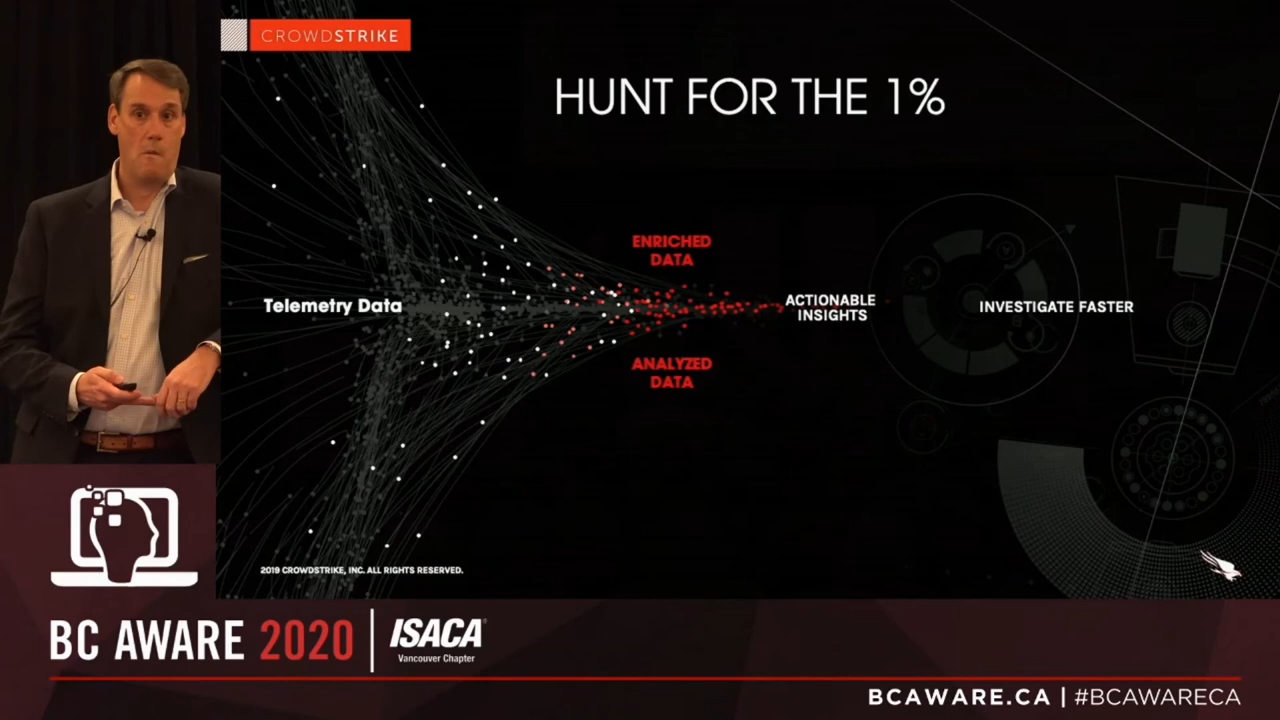 CROWDSTRIKE
HUNT FOR THE 1%
ENRICHED
DATA
Telemetry Data
ACTIONABLE
INSIGHTS
INVESTIGATE FASTER
ANALYZED
DATA
2019 CROWDSTRIKE, INC. ALL RIGHTS RESERVED.
BC AWARE 2020
ISACA®
Vancouver Chapter
BCAWARE.CA | #BCAWARECA